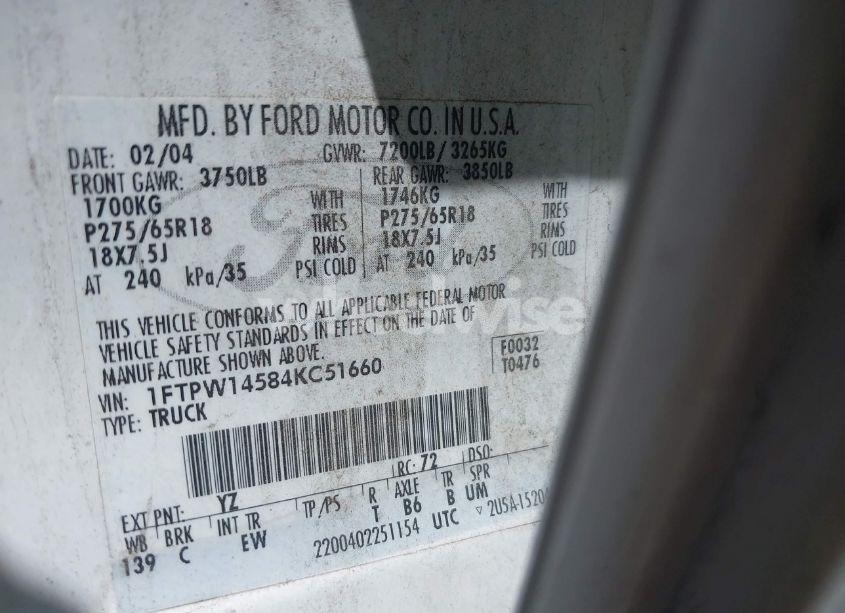 MFD. BY FORD MOTOR CO. IN U.S.A.
DATE: 02/04 GVWR: 7200LB/ 3265KG
FRONT GAWR: 3750LB REAR GAWR: 3850LB
1700KG WITH 1746KG WITH
P275/65R18 TIRES P275/65R18 TIRES
18X7.5J RIMS 18X7.5J RIMS
AT 240 kPa/35 PSI COLD AT 240 kPa/35 PSI COLD
THIS VEHICLE CONFORMS TO ALL APPLICABLE FEDERAL MOTOR
VEHICLE SAFETY STANDARDS IN EFFECT ON THE DATE OF
MANUFACTURE SHOWN ABOVE.
F0032
VIN: 1FTPW14584KC51660 T0476
TYPE: TRUCK
RC: 72 DSO:
EXT PNT: YZ
WB BRK INT TR TP/PS R AXLE TR SPR
139 C EW T B6 B UM
2200402251154 UTC ▿ 2USA-1520